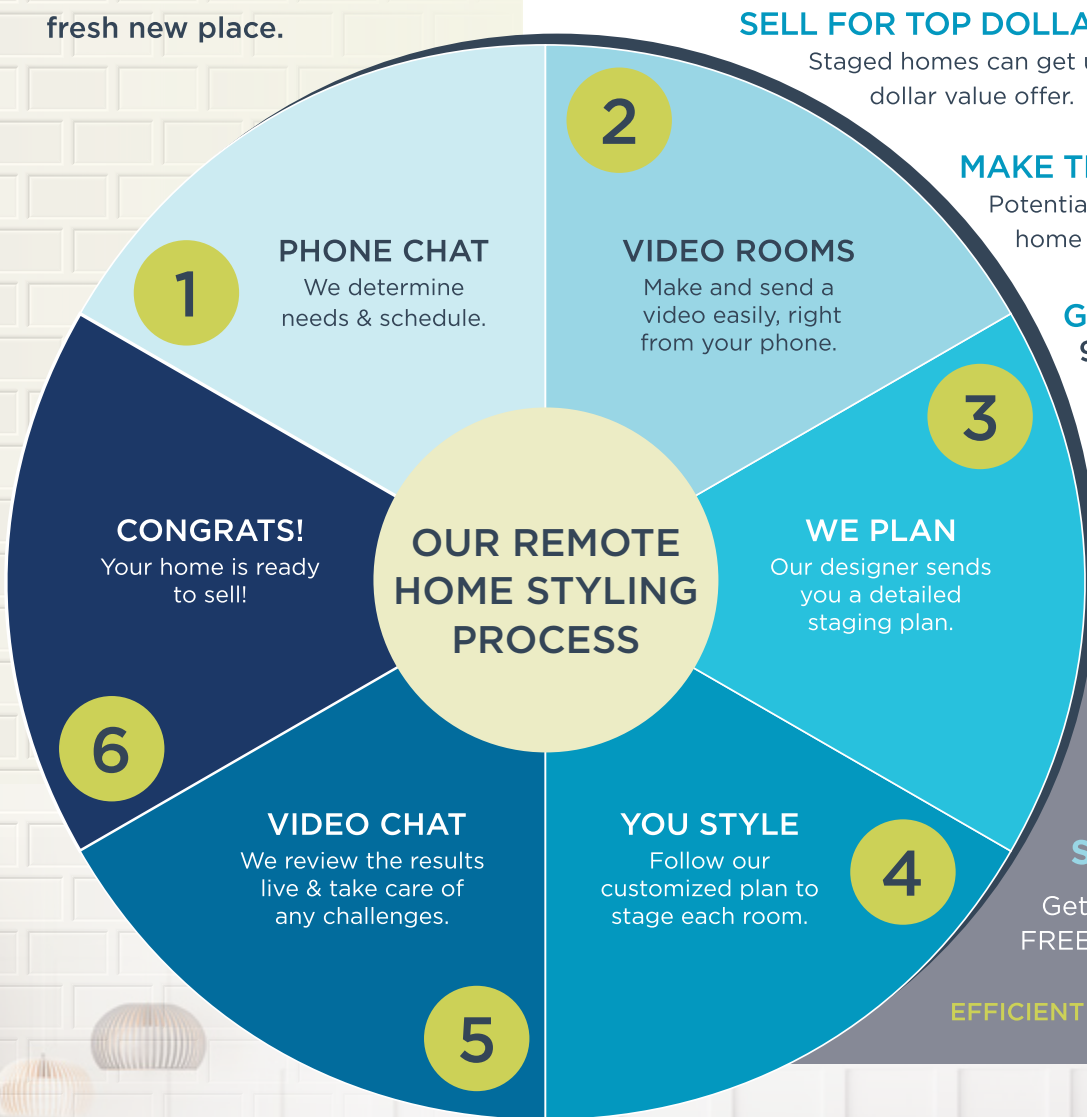 fresh new place.
SELL FOR TOP DOLLA
Staged homes can get
dollar value offer.
MAKE
Potentia
home
G
1
PHONE CHAT
We determine
needs & schedule.
2
VIDEO ROOMS
Make and send a
video easily, right
from your phone.
3
WE PLAN
Our designer sends
you a detailed
staging plan.
4
YOU STYLE
Follow our
customized plan to
stage each room.
5
VIDEO CHAT
We review the results
live & take care of
any challenges.
6
CONGRATS!
Your home is ready
to sell!
OUR REMOTE
HOME STYLING
PROCESS
S
Get
FREE
EFFICIENT